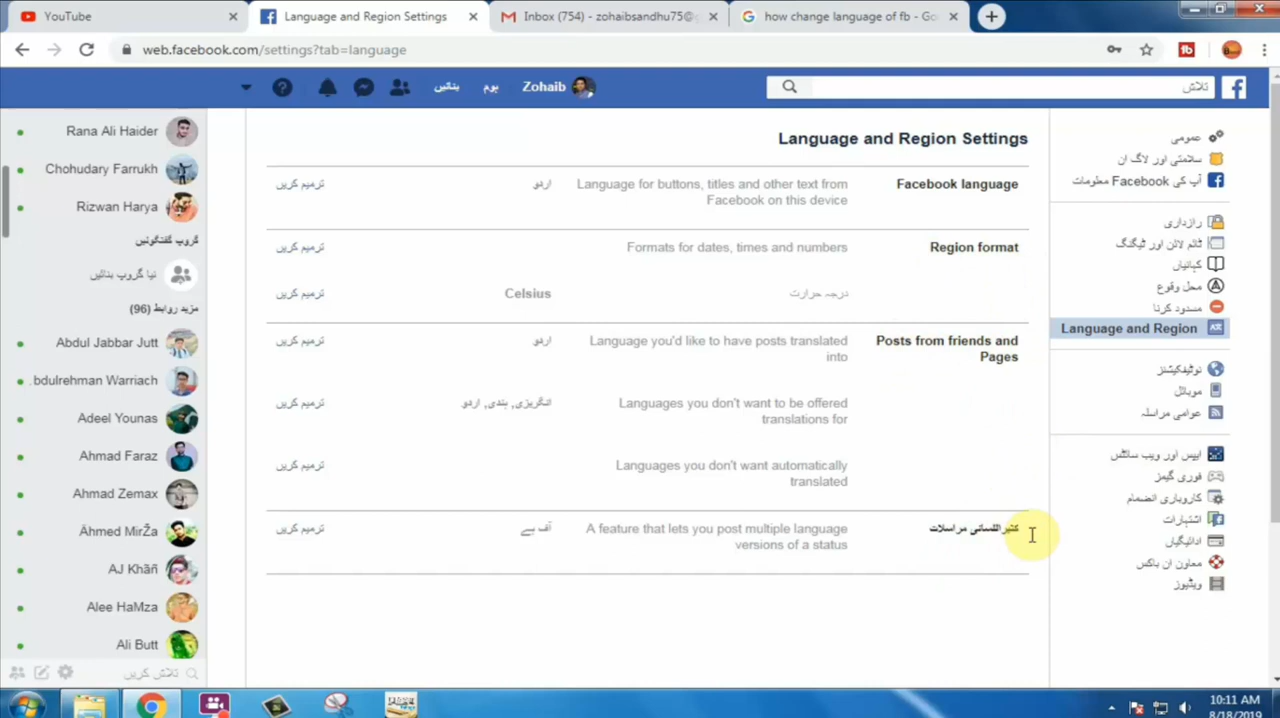 YouTube
Language and Region Settings
Inbox (754) - zohaibsandhu75@
how change language of fb - Go
web.facebook.com/settings?tab=language
بنائیں
ہوم
Zohaib
تلاش
Rana Ali Haider
Chohudary Farrukh
Rizwan Harya
گروپ گفتگوئیں
نیا گروپ بنائیں
مزید روابط (96)
Abdul Jabbar Jutt
bdulrehman Warriach
Adeel Younas
Ahmad Faraz
Ahmad Zemax
Ähmed MirŽa
AJ Khãñ
Alee HaMza
Ali Butt
تلاش کریں
Language and Region Settings
Facebook language
Language for buttons, titles and other text from
Facebook on this device
اردو
ترمیم کریں
Region format
Formats for dates, times and numbers
ترمیم کریں
درجہ حرارت
Celsius
ترمیم کریں
Posts from friends and
Pages
Language you'd like to have posts translated
into
اردو
ترمیم کریں
Languages you don't want to be offered
translations for
انگریزی, ہندی, اردو
ترمیم کریں
Languages you don't want automatically
translated
ترمیم کریں
کثیر اللسانی مراسلات
A feature that lets you post multiple language
versions of a status
آف ہے
ترمیم کریں
عمومی
سلامتی اور لاگ ان
آپ کی Facebook معلومات
رازداری
ٹائم لائن اور ٹیگنگ
کہانیاں
محل وقوع
مسدود کرنا
Language and Region
نوٹیفکیشنز
موبائل
عوامی مراسلہ
ایپس اور ویب سائٹس
فوری گیمز
کاروباری انضمام
اشتہارات
ادائیگیاں
معاون ان باکس
ویڈیوز
10:11 AM
8/18/2019